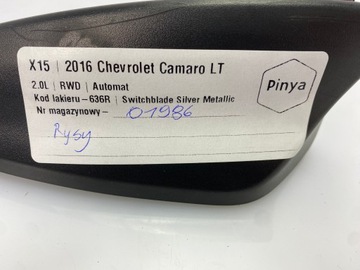 X15 | 2016 Chevrolet Camaro LT
2.0L | RWD | Automat
Kod lakieru-636R | Switchblade Silver Metallic
Nr magazynowy- 01986
Rysy
Pinya